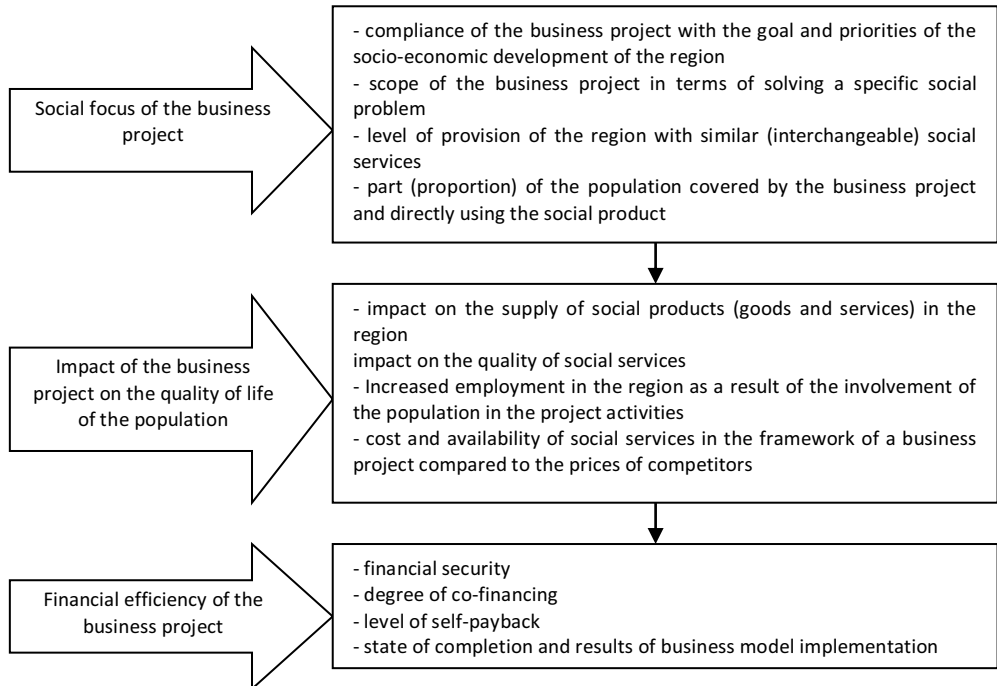 Social focus of the business
project
- compliance of the business project with the goal and priorities of the
socio-economic development of the region
- scope of the business project in terms of solving a specific social
problem
- level of provision of the region with similar (interchangeable) social
services
- part (proportion) of the population covered by the business project
and directly using the social product
Impact of the business
project on the quality of life
of the population
- impact on the supply of social products (goods and services) in the
region
impact on the quality of social services
- Increased employment in the region as a result of the involvement of
the population in the project activities
- cost and availability of social services in the framework of a business
project compared to the prices of competitors
Financial efficiency of the
business project
- financial security
- degree of co-financing
- level of self-payback
- state of completion and results of business model implementation